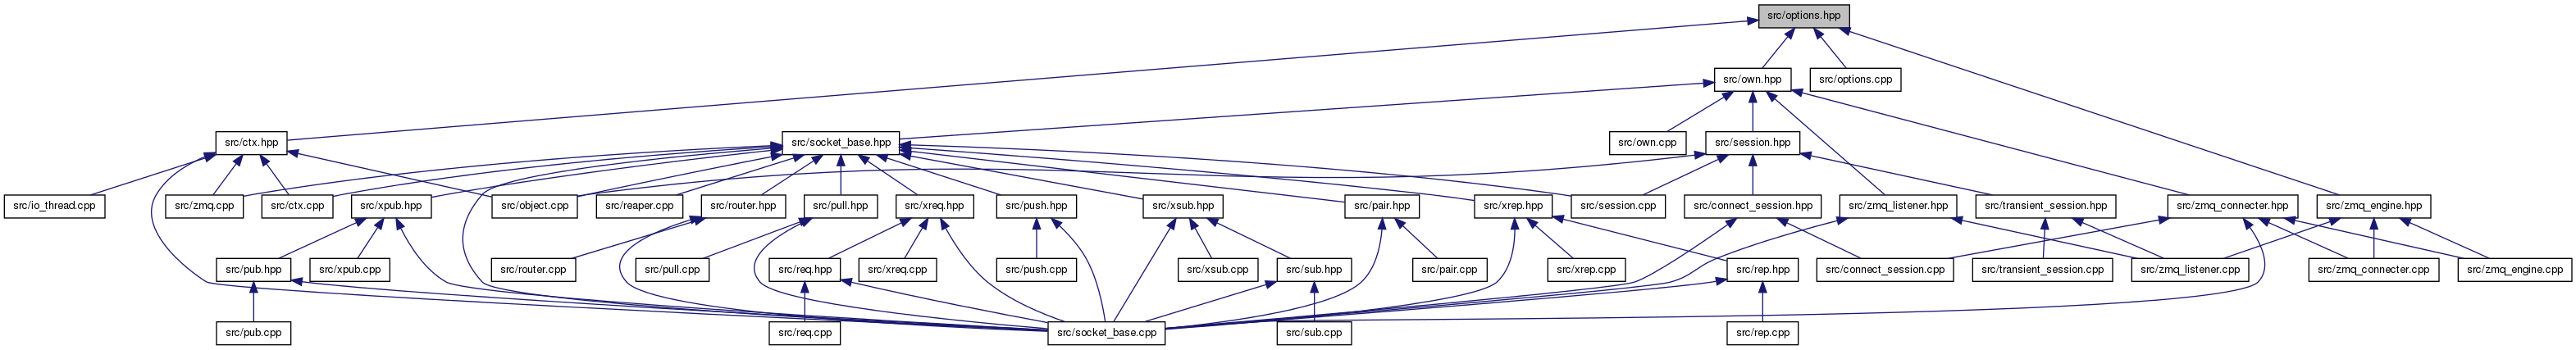 src/options.hpp
src/own.hpp
src/options.cpp
src/ctx.hpp
src/socket_base.hpp
src/own.cpp
src/session.hpp
src/io_thread.cpp
src/zmq.cpp
src/ctx.cpp
src/xpub.hpp
src/object.cpp
src/reaper.cpp
src/router.hpp
src/pull.hpp
src/xreq.hpp
src/push.hpp
src/xsub.hpp
src/pair.hpp
src/xrep.hpp
src/session.cpp
src/connect_session.hpp
src/zmq_listener.hpp
src/transient_session.hpp
src/zmq_connecter.hpp
src/zmq_engine.hpp
src/pub.hpp
src/xpub.cpp
src/router.cpp
src/pull.cpp
src/req.hpp
src/xreq.cpp
src/push.cpp
src/xsub.cpp
src/sub.hpp
src/pair.cpp
src/xrep.cpp
src/rep.hpp
src/connect_session.cpp
src/transient_session.cpp
src/zmq_listener.cpp
src/zmq_connecter.cpp
src/zmq_engine.cpp
src/pub.cpp
src/req.cpp
src/socket_base.cpp
src/sub.cpp
src/rep.cpp